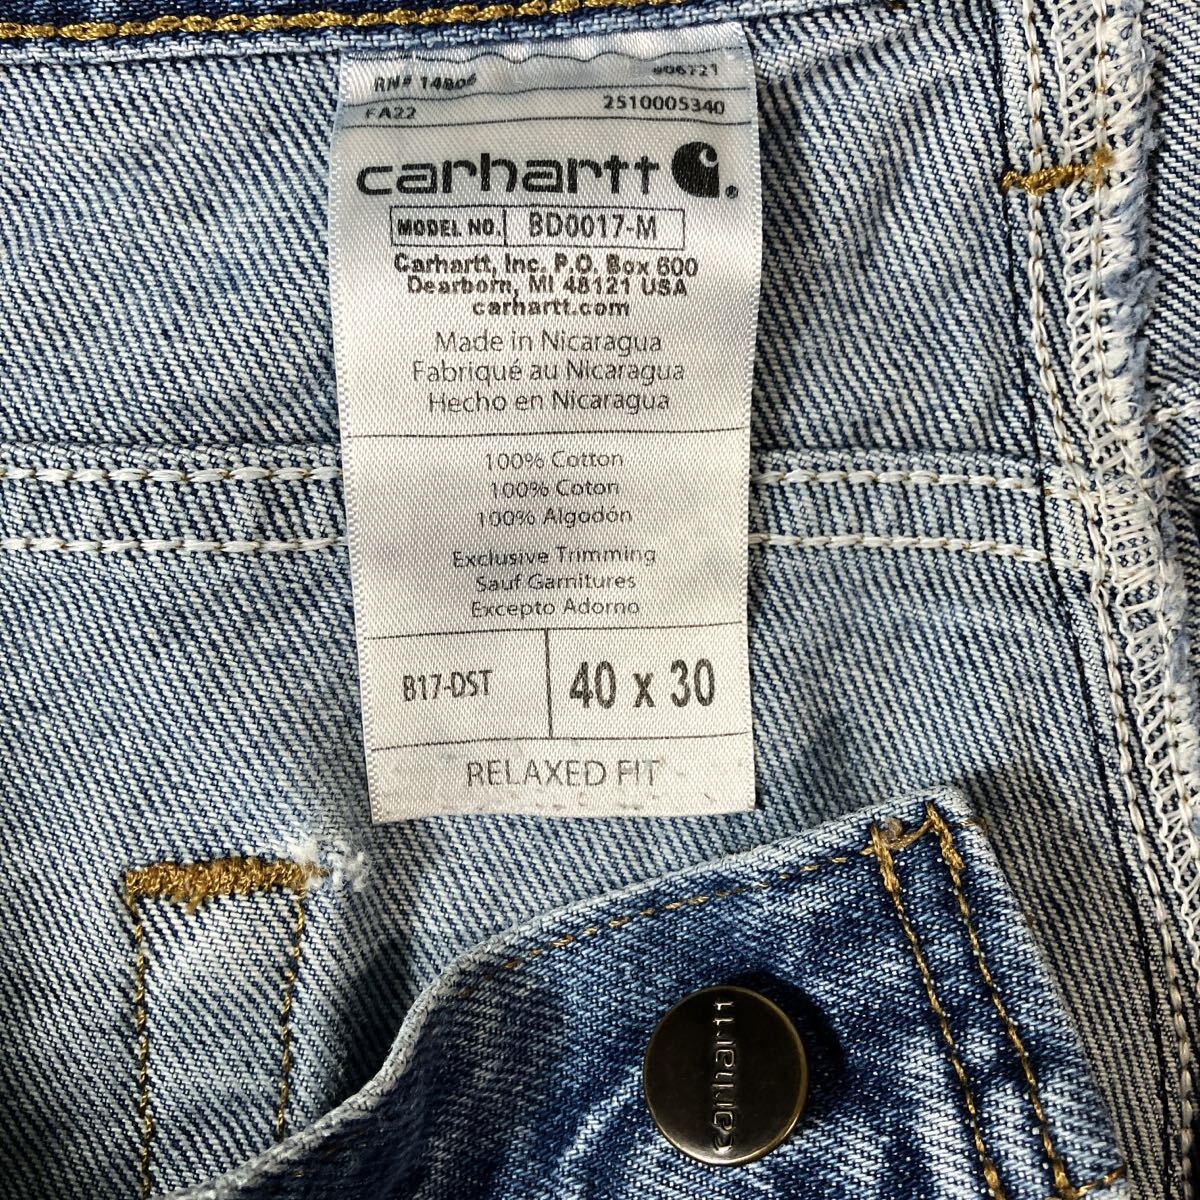 RN# 14806
806721
FA22
2510005340
carhartt
MODEL NO. BD0017-M
Carhartt, Inc. P.O. Box 600
Dearborn, MI 48121 USA
carhartt.com
Made in Nicaragua
Fabriqué au Nicaragua
Hecho en Nicaragua
100% Cotton
100% Coton
100% Algodón
Exclusive Trimming
Sauf Garnitures
Excepto Adorno
B17-DST
40 x 30
RELAXED FIT
carhartt